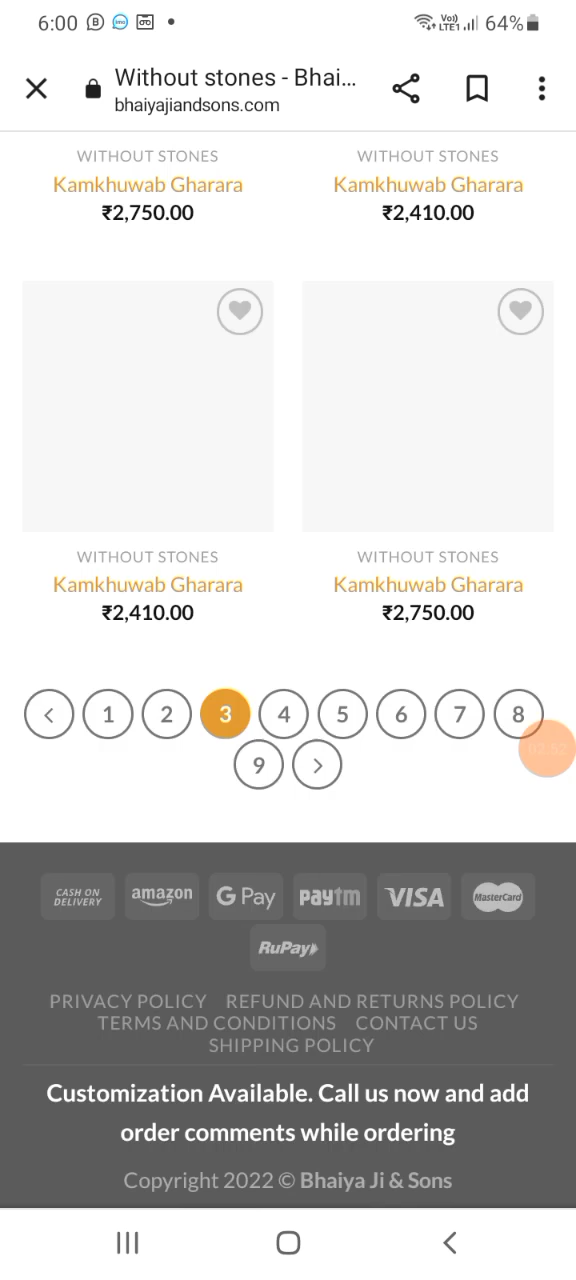 6:00 64%
Without stones - Bhai...
bhaiyajiandsons.com
WITHOUT STONES WITHOUT STONES
Kamkhuwab Gharara Kamkhuwab Gharara
₹2,750.00 ₹2,410.00
WITHOUT STONES WITHOUT STONES
Kamkhuwab Gharara Kamkhuwab Gharara
₹2,410.00 ₹2,750.00
1 2 3 4 5 6 7 8
9
CASH ON DELIVERY amazon G Pay paytm VISA MasterCard
RuPay
PRIVACY POLICY REFUND AND RETURNS POLICY
TERMS AND CONDITIONS CONTACT US
SHIPPING POLICY
Customization Available. Call us now and add
order comments while ordering
Copyright 2022 © Bhaiya Ji & Sons